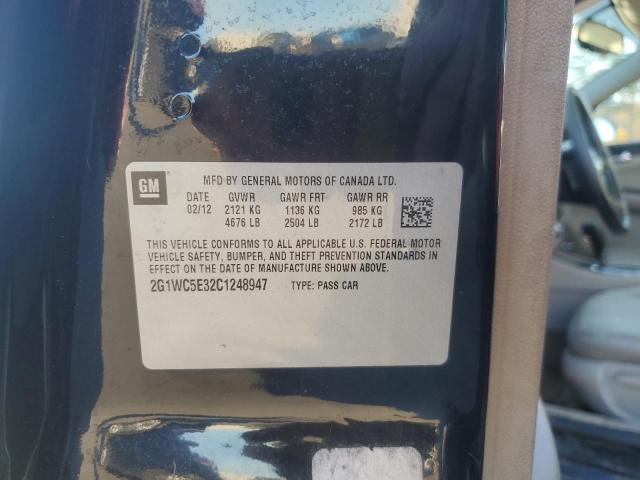 GM
MFD BY GENERAL MOTORS OF CANADA LTD.
DATE GVWR GAWR FRT GAWR RR
02/12 2121 KG 1136 KG 985 KG
4676 LB 2504 LB 2172 LB
THIS VEHICLE CONFORMS TO ALL APPLICABLE U.S. FEDERAL MOTOR
VEHICLE SAFETY, BUMPER, AND THEFT PREVENTION STANDARDS IN
EFFECT ON THE DATE OF MANUFACTURE SHOWN ABOVE.
2G1WC5E32C1248947 TYPE: PASS CAR